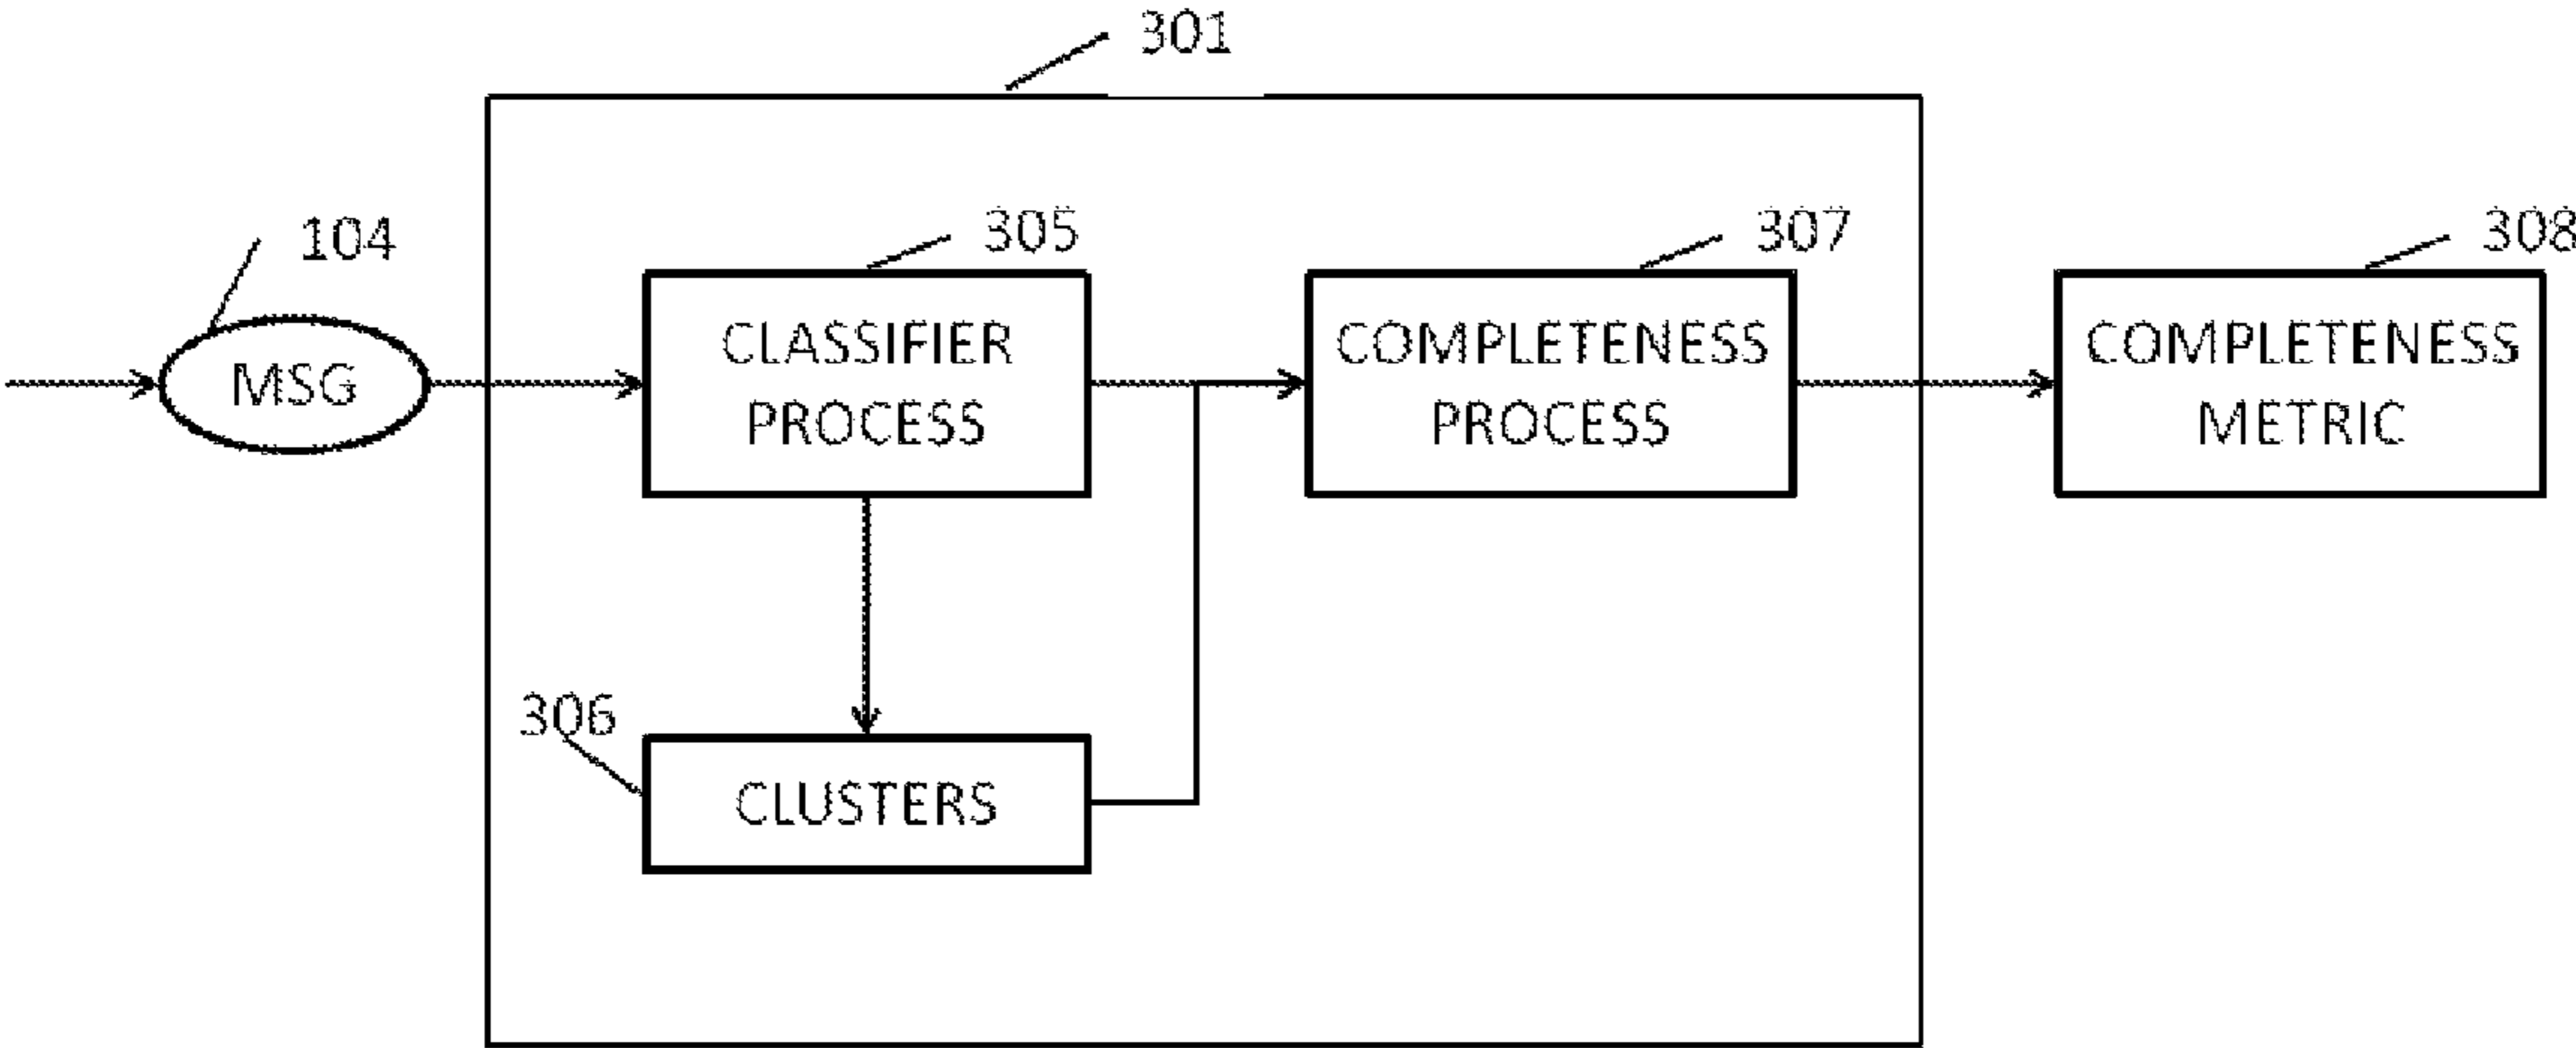 301
104
305
307
308
MSG
CLASSIFIER
PROCESS
COMPLETENESS
PROCESS
COMPLETENESS
METRIC
306
CLUSTERS